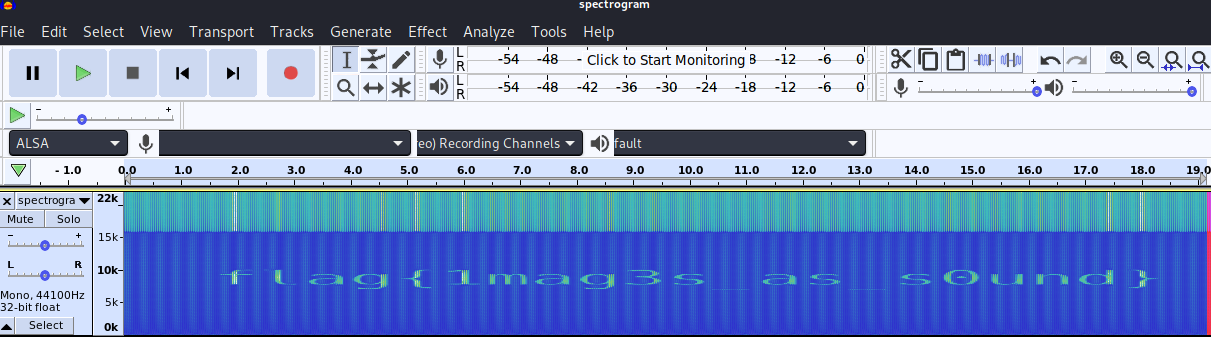 spectrogram
File Edit Select View Transport Tracks Generate Effect Analyze Tools Help
L R -54 -48 - Click to Start Monitoring -12 -6 0
L R -54 -48 -42 -36 -30 -24 -18 -12 -6 0
- +
ALSA eo) Recording Channels fault
- 1.0 0.0 1.0 2.0 3.0 4.0 5.0 6.0 7.0 8.0 9.0 10.0 11.0 12.0 13.0 14.0 15.0 16.0 17.0 18.0 19.0
spectrogra 22k
Mute Solo
- + 15k
L R 10k flag{1mag3s_as_s0und}
Mono, 44100Hz
32-bit float 5k
Select 0k